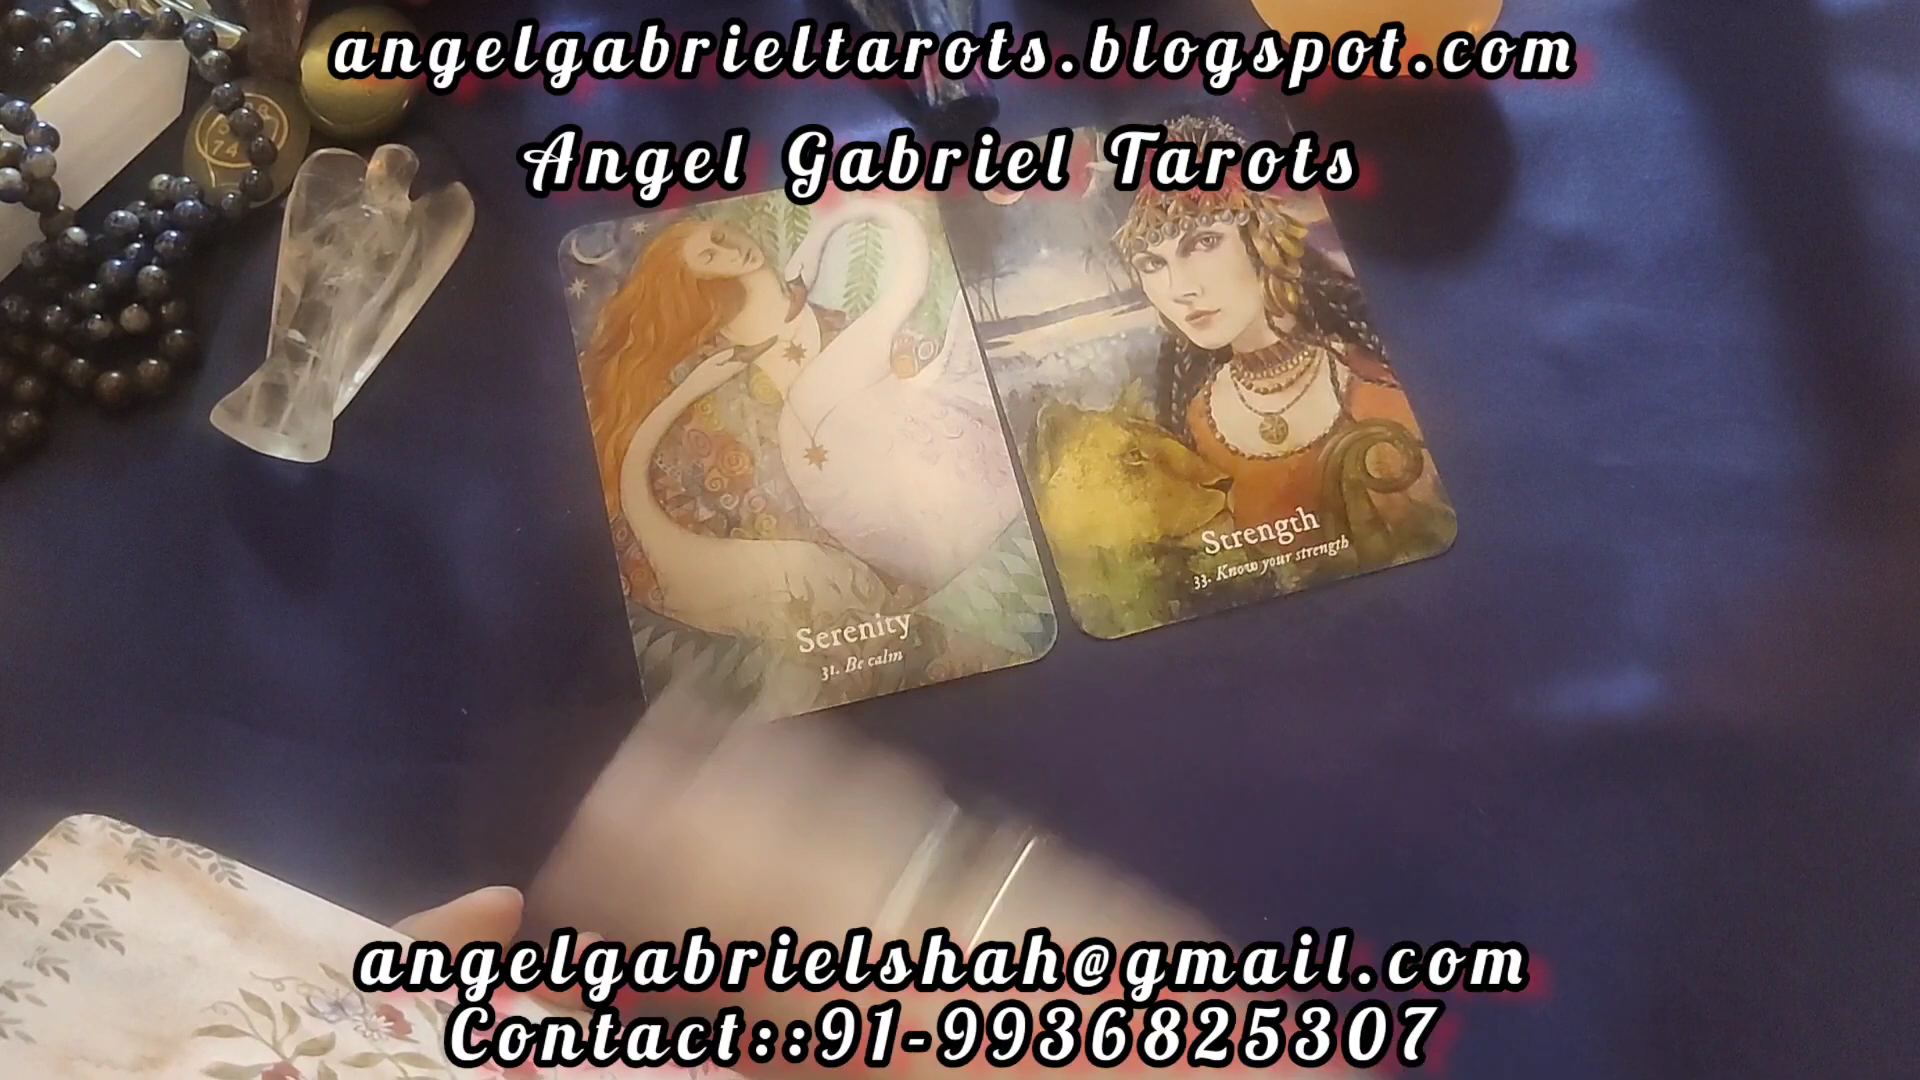 angelgabrieltarots.blogspot.com
Angel Gabriel Tarots
74
Serenity
31. Be calm
Strength
33. Know your strength
angelgabrielshah@gmail.com
Contact::91-9936825307